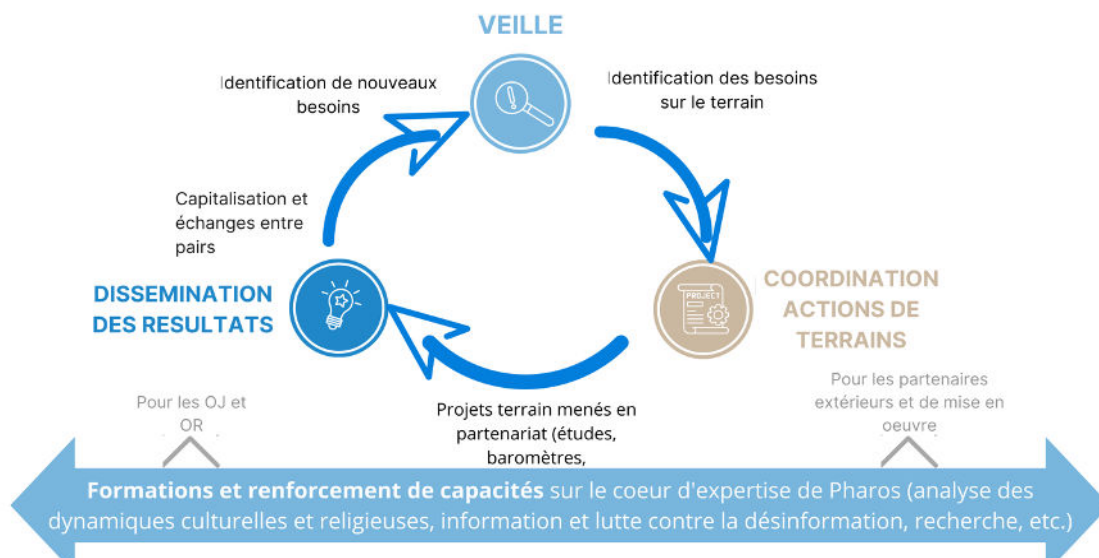 VEILLE
Identification de nouveaux
besoins
Identification des besoins
sur le terrain
Capitalisation et
échanges entre
pairs
DISSEMINATION
DES RESULTATS
PROJECT
COORDINATION
ACTIONS DE
TERRAINS
Pour les OJ et
OR
Projets terrain menés en
partenariat (études,
baromètres,
Pour les partenaires
extérieurs et de mise en
oeuvre
Formations et renforcement de capacités sur le coeur d'expertise de Pharos (analyse des
dynamiques culturelles et religieuses, information et lutte contre la désinformation, recherche, etc.)